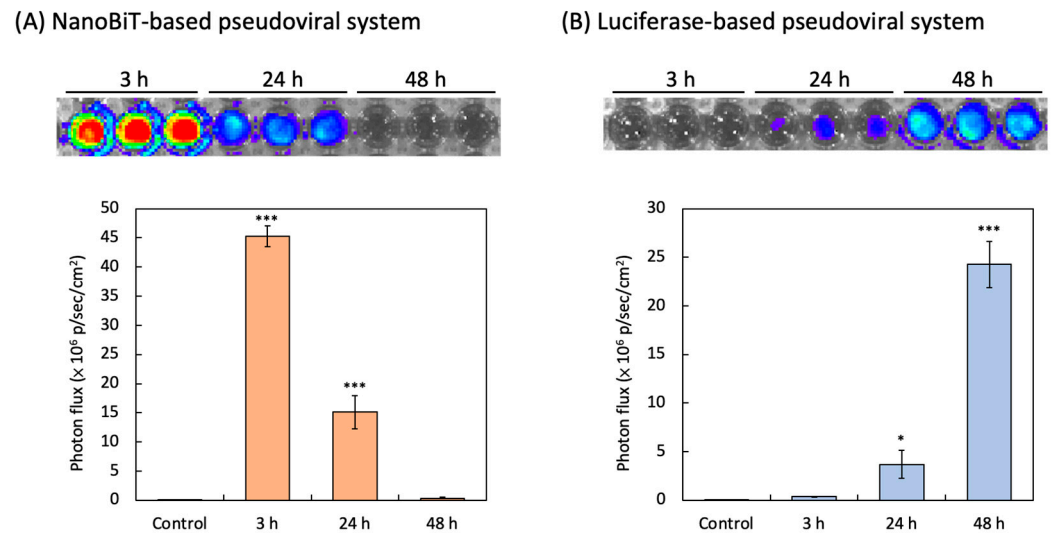 (A) NanoBiT-based pseudoviral system
3 h 24 h 48 h
50
45
40
35
30
25
20
15
10
5
0
Photon flux (× 10⁶ p/sec/cm²)
***
***
Control 3 h 24 h 48 h
(B) Luciferase-based pseudoviral system
3 h 24 h 48 h
30
25
20
15
10
5
0
Photon flux (× 10⁶ p/sec/cm²)
*
***
Control 3 h 24 h 48 h